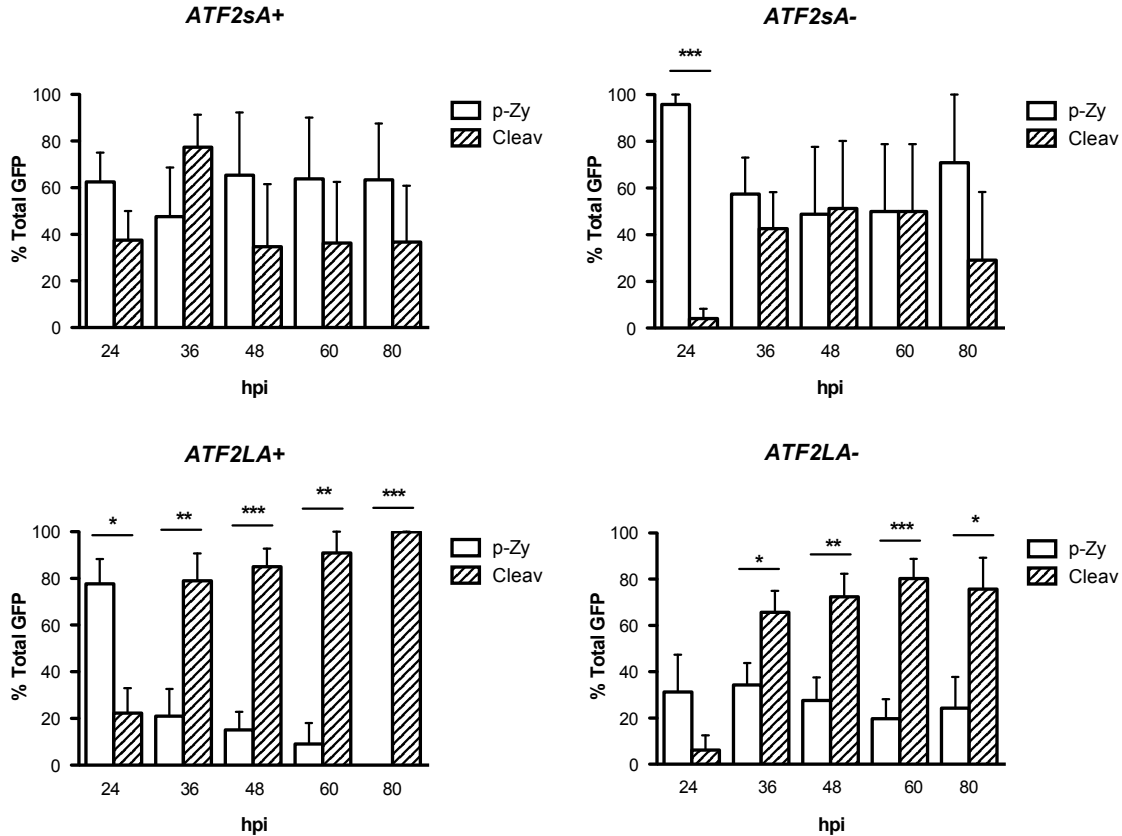 ATF2sA+
% Total GFP
100
80
60
40
20
0
24 36 48 60 80
hpi
p-Zy
Cleav
ATF2sA-
***
% Total GFP
100
80
60
40
20
0
24 36 48 60 80
hpi
p-Zy
Cleav
ATF2LA+
* ** *** ** ***
% Total GFP
100
80
60
40
20
0
24 36 48 60 80
hpi
p-Zy
Cleav
ATF2LA-
* ** *** *
% Total GFP
100
80
60
40
20
0
24 36 48 60 80
hpi
p-Zy
Cleav